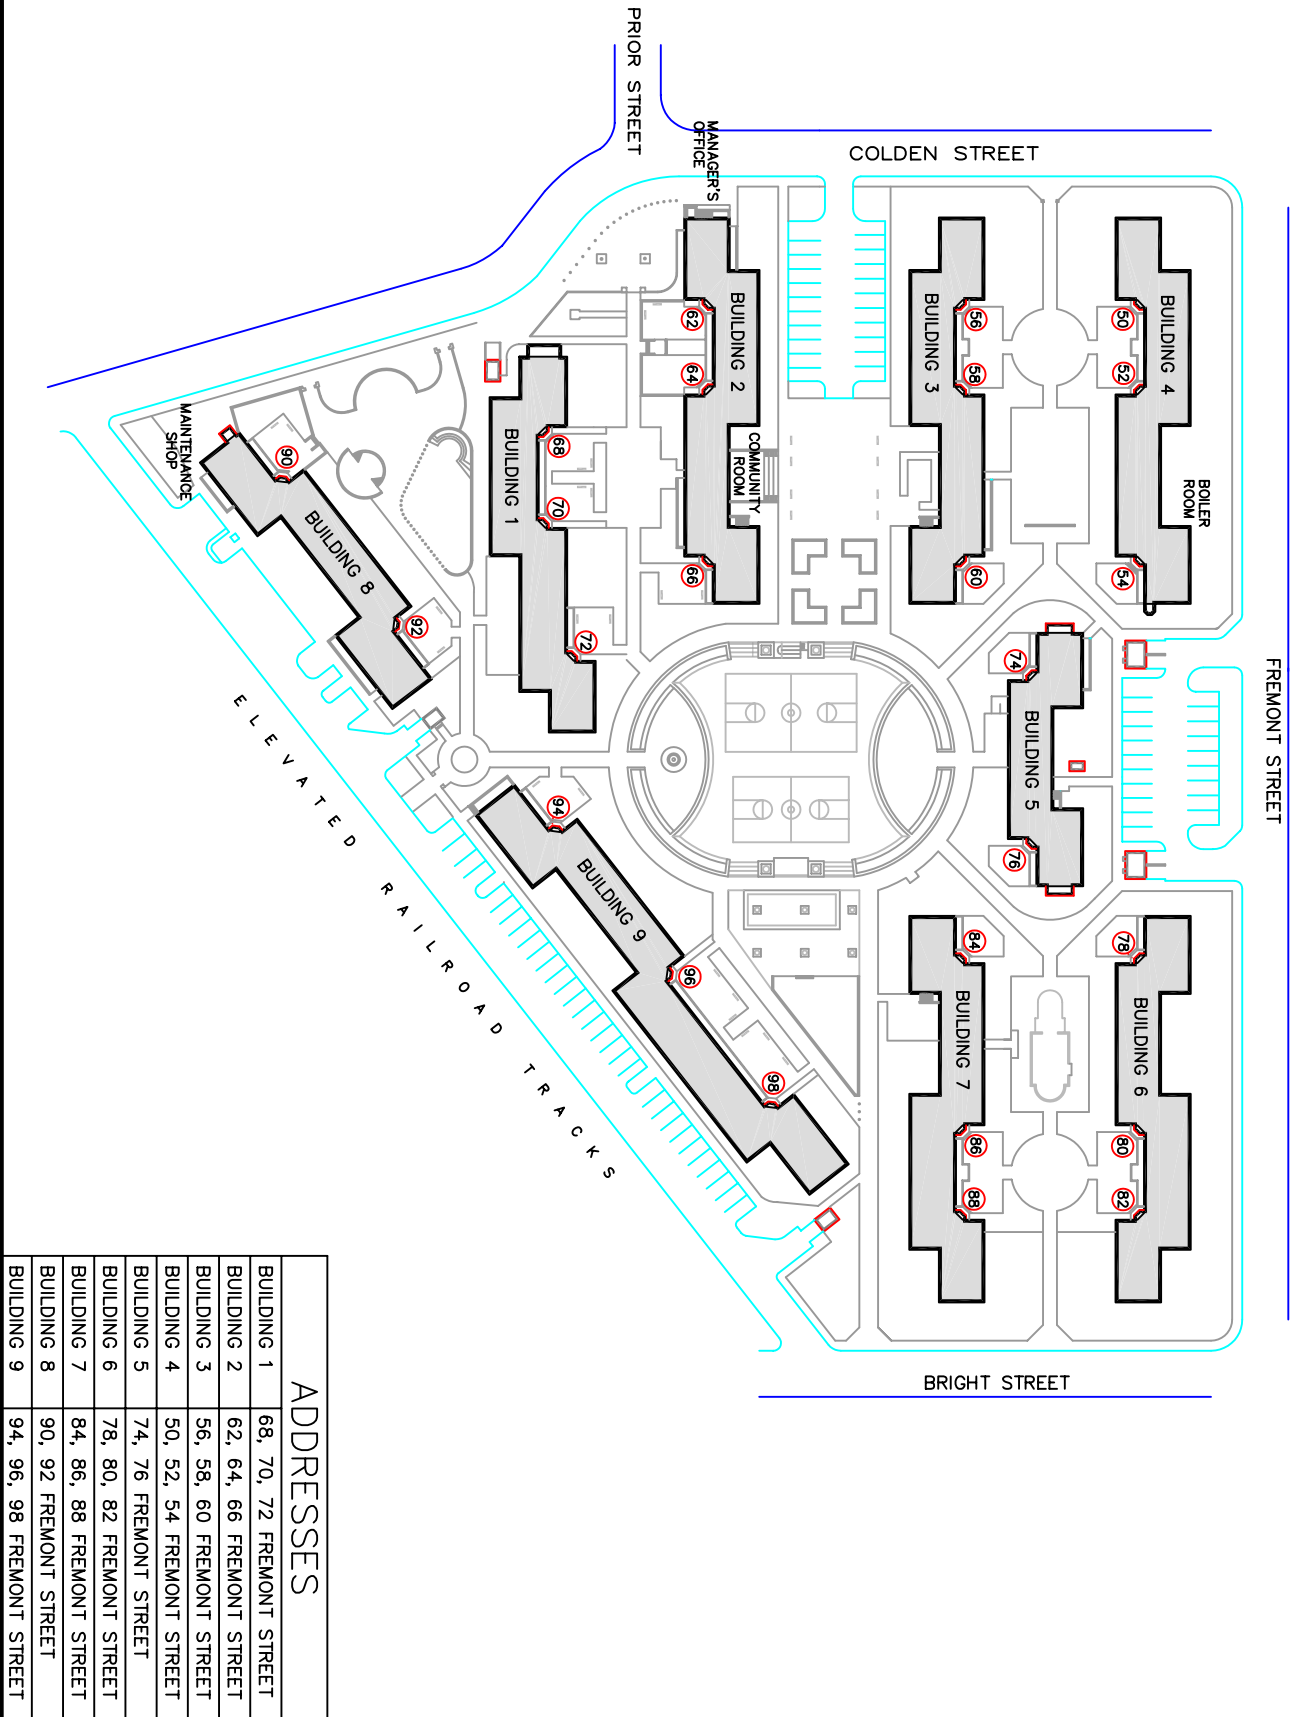 PRIOR STREET
COLDEN STREET
FREMONT STREET
BRIGHT STREET
ELEVATED RAILROAD TRACKS
MANAGER'S
OFFICE
COMMUNITY
ROOM
BOILER
ROOM
MAINTENANCE
SHOP
BUILDING 4
50
52
54
BUILDING 3
56
58
60
BUILDING 2
62
64
66
BUILDING 1
68
70
72
BUILDING 5
74
76
BUILDING 6
78
80
82
BUILDING 7
84
86
88
BUILDING 8
90
92
BUILDING 9
94
96
98
ADDRESSES
BUILDING 1 68, 70, 72 FREMONT STREET
BUILDING 2 62, 64, 66 FREMONT STREET
BUILDING 3 56, 58, 60 FREMONT STREET
BUILDING 4 50, 52, 54 FREMONT STREET
BUILDING 5 74, 76 FREMONT STREET
BUILDING 6 78, 80, 82 FREMONT STREET
BUILDING 7 84, 86, 88 FREMONT STREET
BUILDING 8 90, 92 FREMONT STREET
BUILDING 9 94, 96, 98 FREMONT STREET